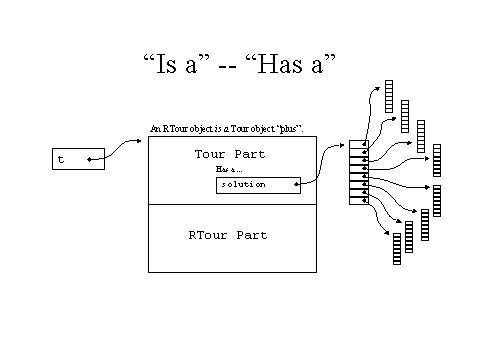 “Is a” -- “Has a”
An RTour object is a Tour object “plus”.
t
Tour Part
Has a ...
solution
RTour Part